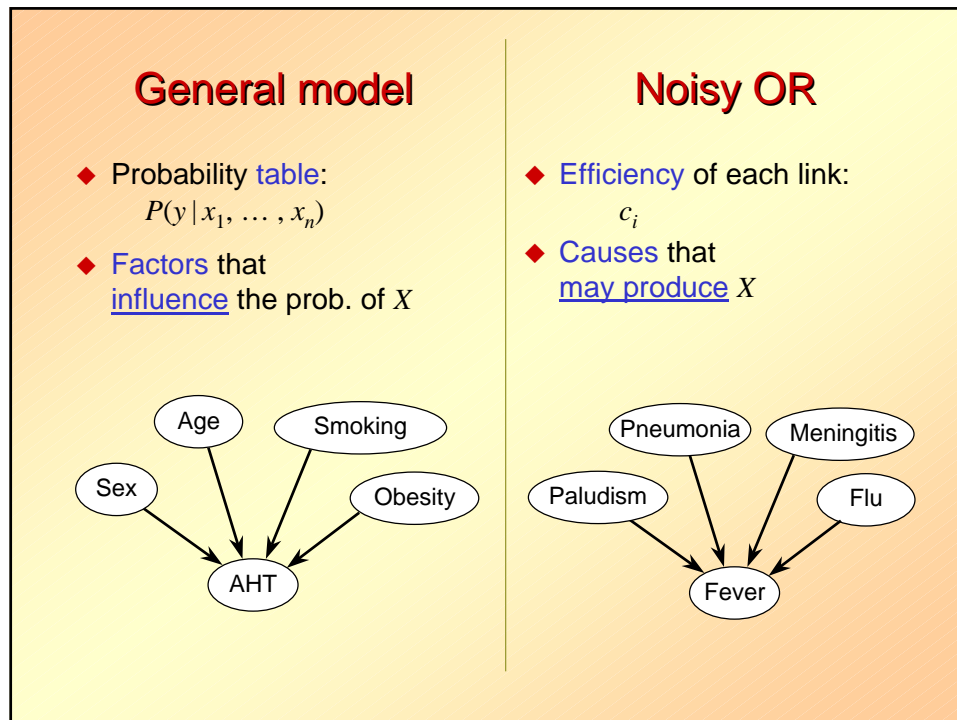 General model
Probability table:
P(y | x1, … , xn)
Factors that
influence the prob. of X
Age
Smoking
Sex
Obesity
AHT
Noisy OR
Efficiency of each link:
ci
Causes that
may produce X
Pneumonia
Meningitis
Paludism
Flu
Fever